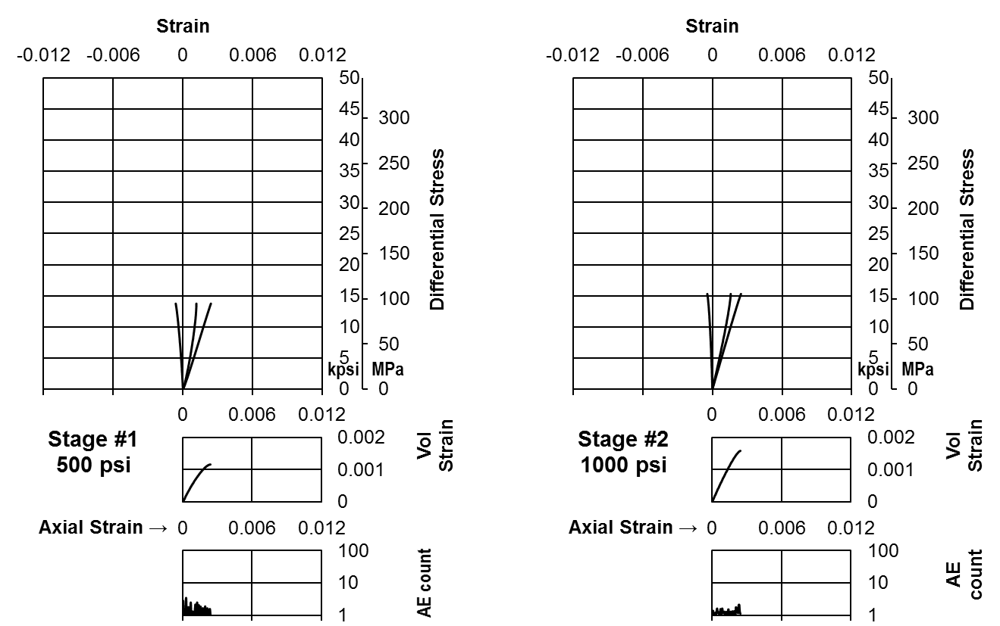 Strain
-0.012 -0.006 0 0.006 0.012
50
45
300
40
Differential Stress
250
35
30
200
25
150
20
15
100
10
50
5
kpsi MPa
0 0
0 0.006 0.012
Stage #1
500 psi
0.002
0.001
0
Vol
Strain
Axial Strain → 0 0.006 0.012
100
10
1
AE count
Strain
-0.012 -0.006 0 0.006 0.012
50
45
300
40
Differential Stress
250
35
30
200
25
150
20
15
100
10
50
5
kpsi MPa
0 0
0 0.006 0.012
Stage #2
1000 psi
0.002
0.001
0
Vol
Strain
Axial Strain → 0 0.006 0.012
100
10
1
AE
count